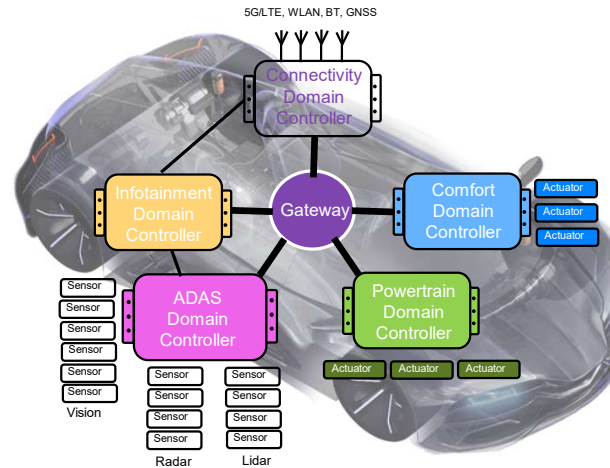 5G/LTE, WLAN, BT, GNSS
Connectivity
Domain
Controller
Infotainment
Domain
Controller
Gateway
Comfort
Domain
Controller
Actuator
Actuator
Actuator
ADAS
Domain
Controller
Powertrain
Domain
Controller
Sensor
Sensor
Sensor
Sensor
Sensor
Sensor
Vision
Sensor
Sensor
Sensor
Sensor
Radar
Sensor
Sensor
Sensor
Sensor
Lidar
Actuator
Actuator
Actuator